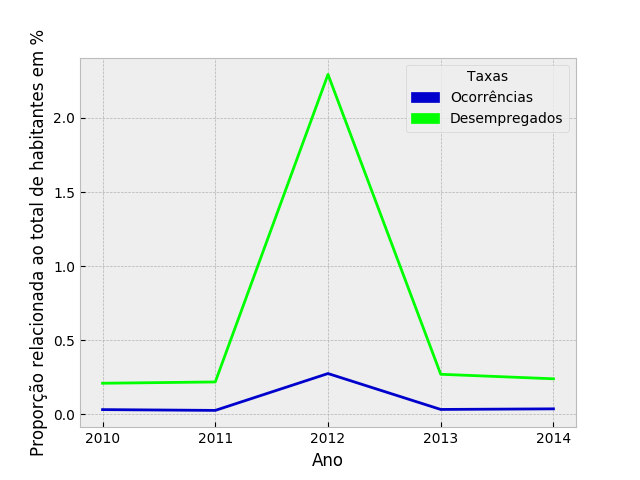 Proporção relacionada ao total de habitantes em %
Taxas
Ocorrências
Desempregados
2.0
1.5
1.0
0.5
0.0
2010 2011 2012 2013 2014
Ano